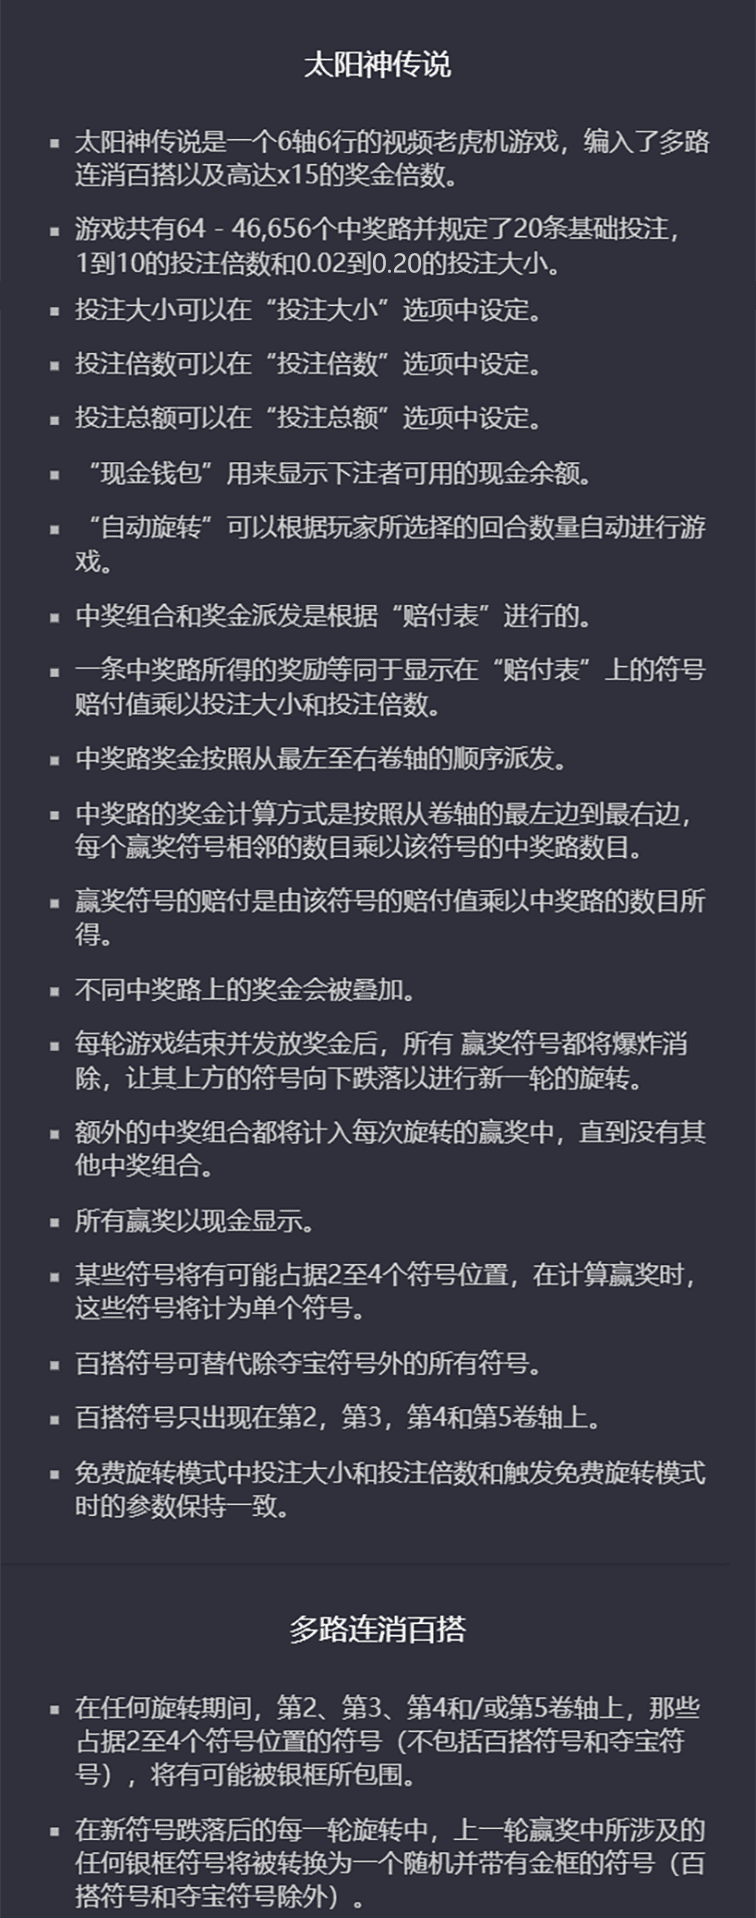 太阳神传说
▪ 太阳神传说是一个6轴6行的视频老虎机游戏，编入了多路
连消百搭以及高达x15的奖金倍数。
▪ 游戏共有64 - 46,656个中奖路并规定了20条基础投注，
1到10的投注倍数和0.02到0.20的投注大小。
▪ 投注大小可以在“投注大小”选项中设定。
▪ 投注倍数可以在“投注倍数”选项中设定。
▪ 投注总额可以在“投注总额”选项中设定。
▪ “现金钱包”用来显示下注者可用的现金余额。
▪ “自动旋转”可以根据玩家所选择的回合数量自动进行游
戏。
▪ 中奖组合和奖金派发是根据“赔付表”进行的。
▪ 一条中奖路所得的奖励等同于显示在“赔付表”上的符号
赔付值乘以投注大小和投注倍数。
▪ 中奖路奖金按照从最左至右卷轴的顺序派发。
▪ 中奖路的奖金计算方式是按照从卷轴的最左边到最右边，
每个赢奖符号相邻的数目乘以该符号的中奖路数目。
▪ 赢奖符号的赔付是由该符号的赔付值乘以中奖路的数目所
得。
▪ 不同中奖路上的奖金会被叠加。
▪ 每轮游戏结束并发放奖金后，所有 赢奖符号都将爆炸消
除，让其上方的符号向下跌落以进行新一轮的旋转。
▪ 额外的中奖组合都将计入每次旋转的赢奖中，直到没有其
他中奖组合。
▪ 所有赢奖以现金显示。
▪ 某些符号将有可能占据2至4个符号位置，在计算赢奖时，
这些符号将计为单个符号。
▪ 百搭符号可替代除夺宝符号外的所有符号。
▪ 百搭符号只出现在第2，第3，第4和第5卷轴上。
▪ 免费旋转模式中投注大小和投注倍数和触发免费旋转模式
时的参数保持一致。
多路连消百搭
▪ 在任何旋转期间，第2、第3、第4和/或第5卷轴上，那些
占据2至4个符号位置的符号（不包括百搭符号和夺宝符
号），将有可能被银框所包围。
▪ 在新符号跌落后的每一轮旋转中，上一轮赢奖中所涉及的
任何银框符号将被转换为一个随机并带有金框的符号（百
搭符号和夺宝符号除外）。